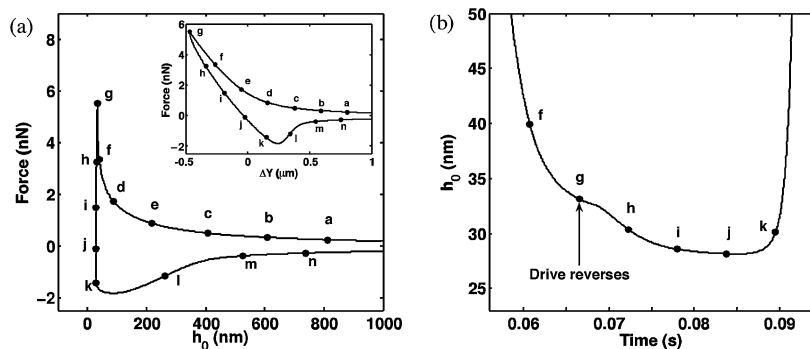 (a)
6
4
2
0
-2
Force (nN)
0
200
400
600
800
1000
h0 (nm)
g
h
f
i
d
e
j
c
b
a
k
l
m
n
6
4
2
0
−2
Force (nN)
−0.5
0
0.5
1
ΔY (μm)
g
f
h
e
i
d
c
b
a
j
k
l
m
n
(b)
50
45
40
35
30
25
h0 (nm)
0.06
0.07
0.08
0.09
Time (s)
f
g
h
i
j
k
Drive reverses